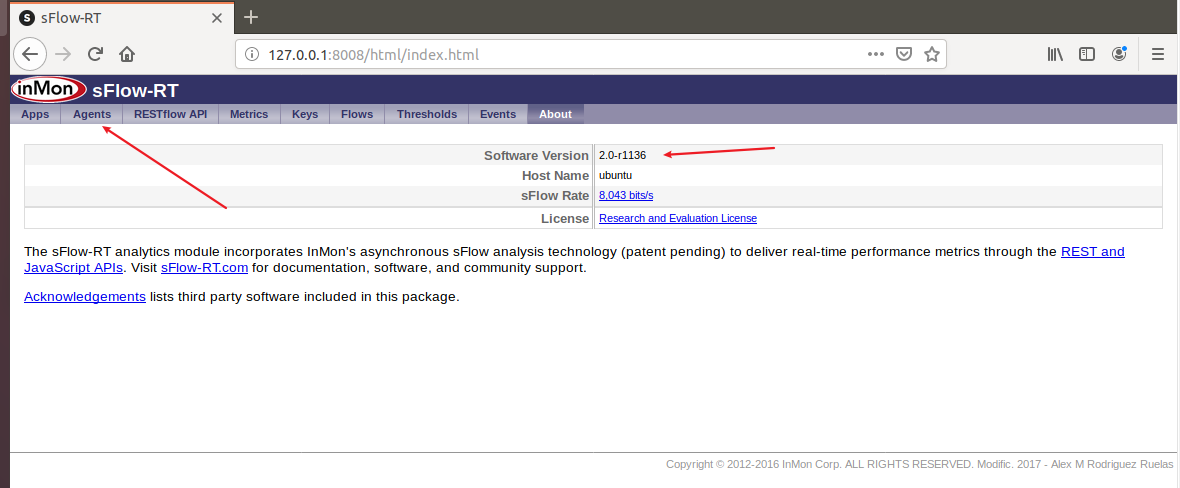 sFlow-RT
127.0.0.1:8008/html/index.html
inMon sFlow-RT
Apps Agents RESTflow API Metrics Keys Flows Thresholds Events About
Software Version 2.0-r1136
Host Name ubuntu
sFlow Rate 8,043 bits/s
License Research and Evaluation License
The sFlow-RT analytics module incorporates InMon's asynchronous sFlow analysis technology (patent pending) to deliver real-time performance metrics through the REST and
JavaScript APIs. Visit sFlow-RT.com for documentation, software, and community support.
Acknowledgements lists third party software included in this package.
Copyright © 2012-2016 InMon Corp. ALL RIGHTS RESERVED. Modific. 2017 - Alex M Rodriguez Ruelas